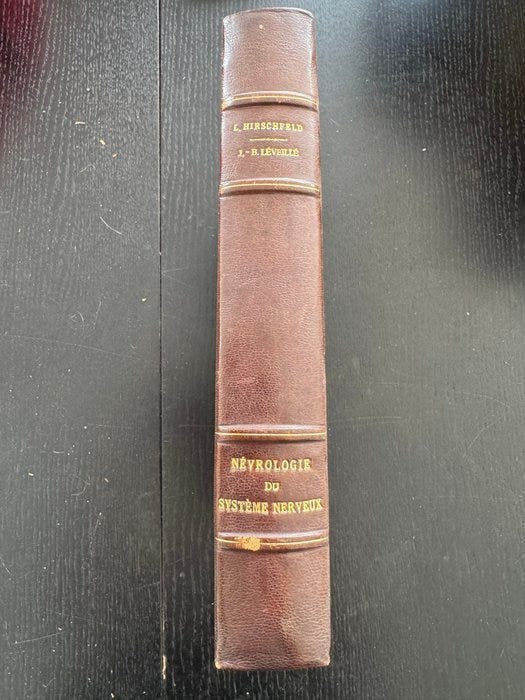 L. HIRSCHFELD
J.-B. LÉVEILLÉ
NÉVROLOGIE
DU
SYSTÈME NERVEUX